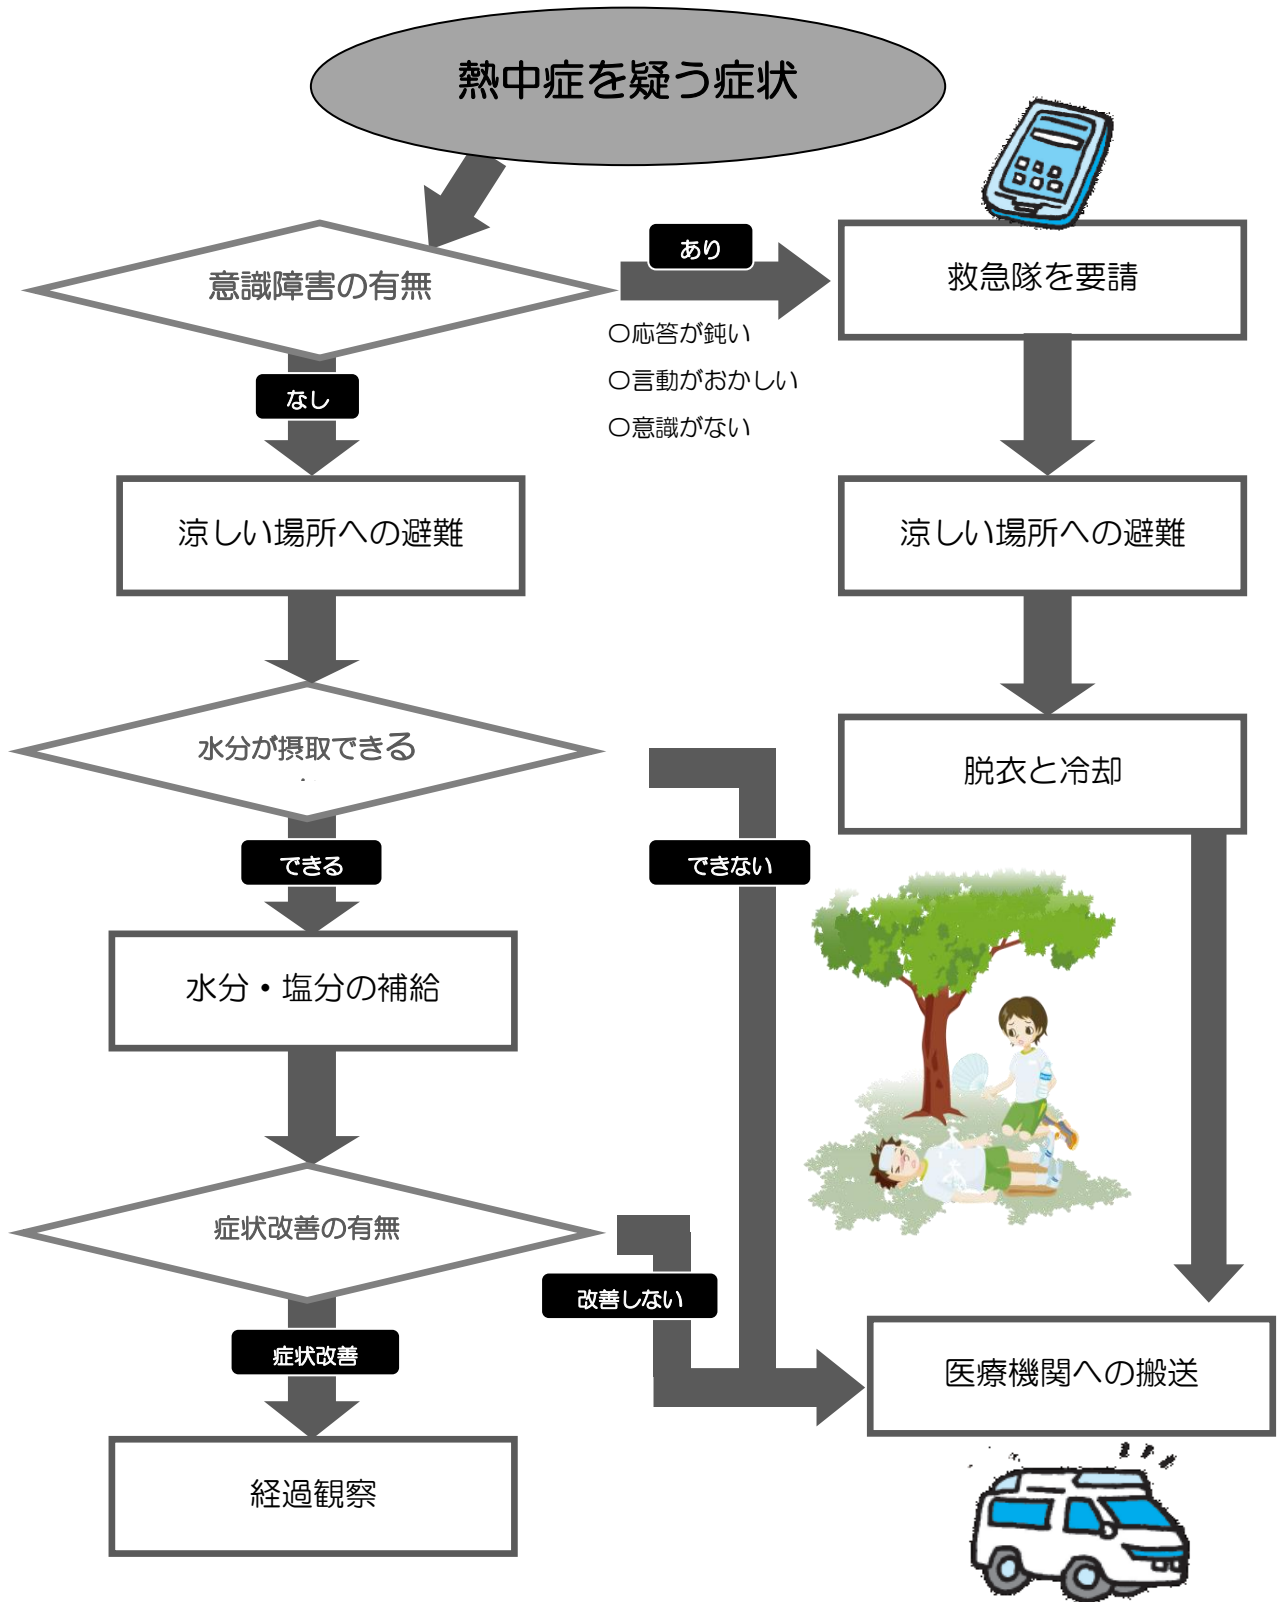 熱中症を疑う症状
意識障害の有無
あり
救急隊を要請
〇応答が鈍い
〇言動がおかしい
〇意識がない
なし
涼しい場所への避難
涼しい場所への避難
水分が摂取できる
脱衣と冷却
できる
できない
水分・塩分の補給
症状改善の有無
改善しない
症状改善
医療機関への搬送
経過観察